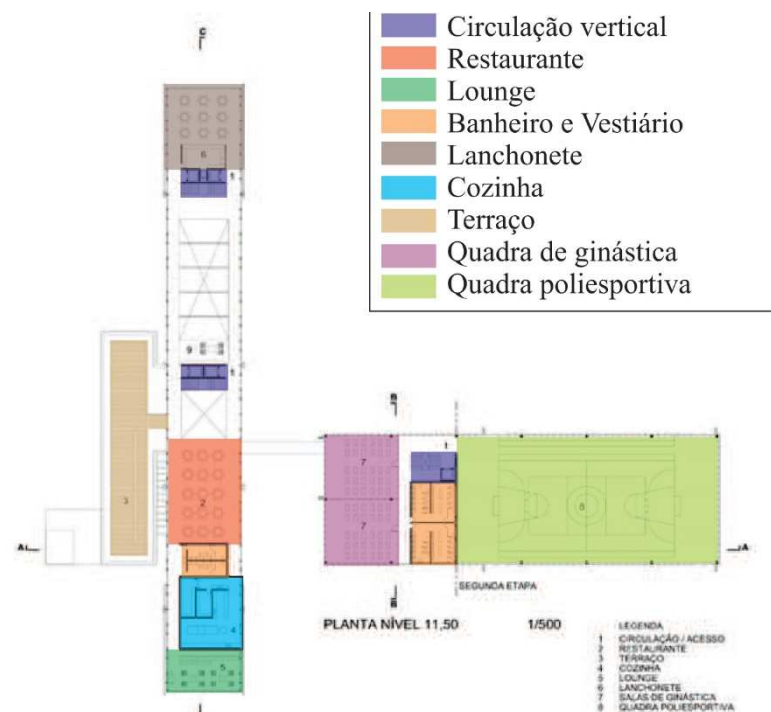 Circulação vertical
Restaurante
Lounge
Banheiro e Vestiário
Lanchonete
Cozinha
Terraço
Quadra de ginástica
Quadra poliesportiva
C
6
1
9
1
B
1
7
2
3
7
8
A
A
SEGUNDA ETAPA
B
4
PLANTA NÍVEL 11,50 1/500
5
LEGENDA
1 CIRCULAÇÃO / ACESSO
2 RESTAURANTE
3 TERRAÇO
4 COZINHA
5 LOUNGE
6 LANCHONETE
7 SALAS DE GINÁSTICA
8 QUADRA POLIESPORTIVA